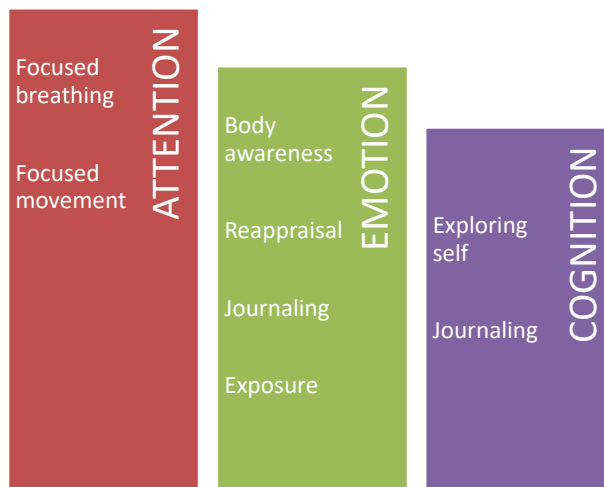 ATTENTION
Focused
breathing
Focused
movement
EMOTION
Body
awareness
Reappraisal
Journaling
Exposure
COGNITION
Exploring
self
Journaling